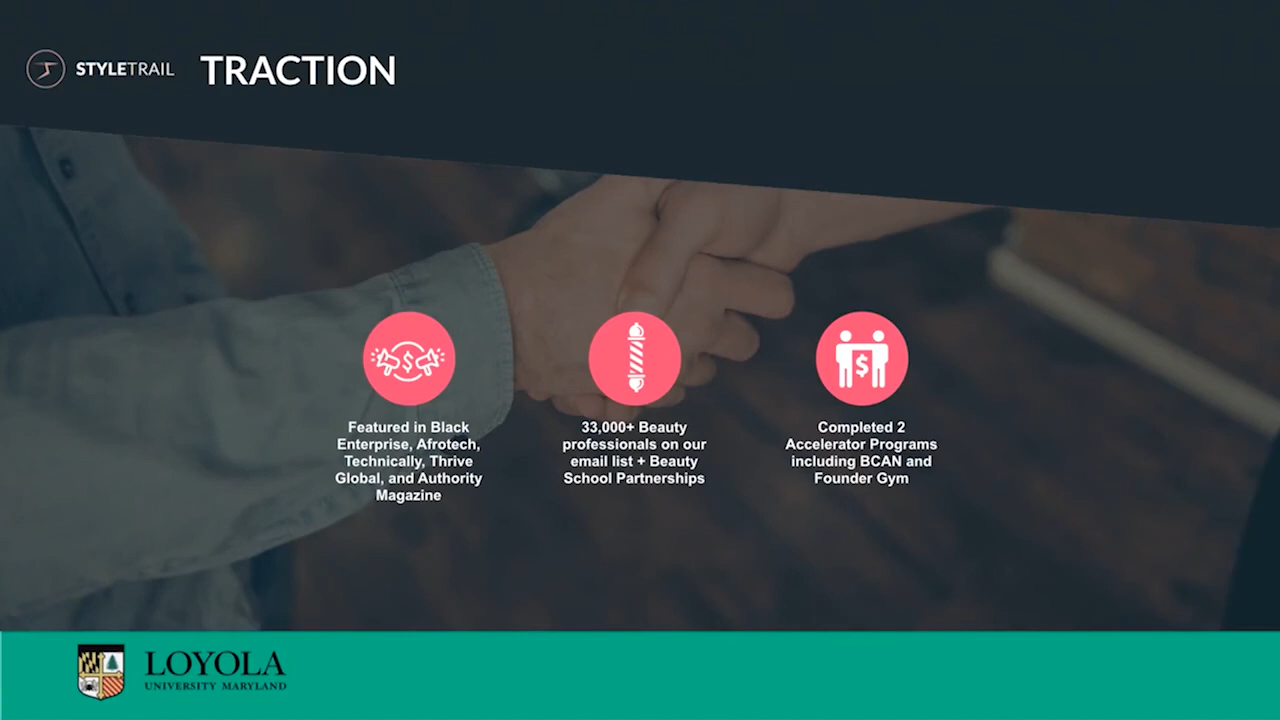 STYLETRAIL TRACTION
Featured in Black
Enterprise, Afrotech,
Technically, Thrive
Global, and Authority
Magazine
33,000+ Beauty
professionals on our
email list + Beauty
School Partnerships
Completed 2
Accelerator Programs
including BCAN and
Founder Gym
LOYOLA
UNIVERSITY MARYLAND